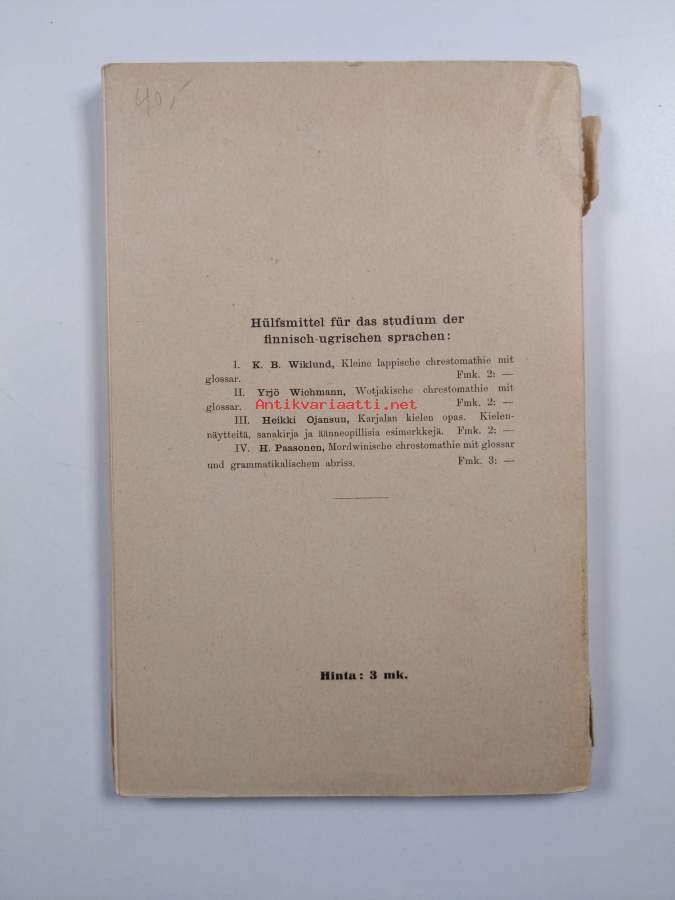 40,
Hülfsmittel für das studium der
finnisch-ugrischen sprachen:
I. K. B. Wiklund, Kleine lappische chrestomathie mit
glossar. Fmk. 2: —
II. Yrjö Wichmann, Wotjakische chrestomathie mit
glossar. Fmk. 2: —
Antikvariaatti.net
III. Heikki Ojansuu, Karjalan kielen opas. Kielen-
näytteitä, sanakirja ja äänneopillisia esimerkkejä. Fmk. 2: —
IV. H. Paasonen, Mordwinische chrostomathie mit glossar
und grammatikalischem abriss. Fmk. 3: —
Hinta: 3 mk.